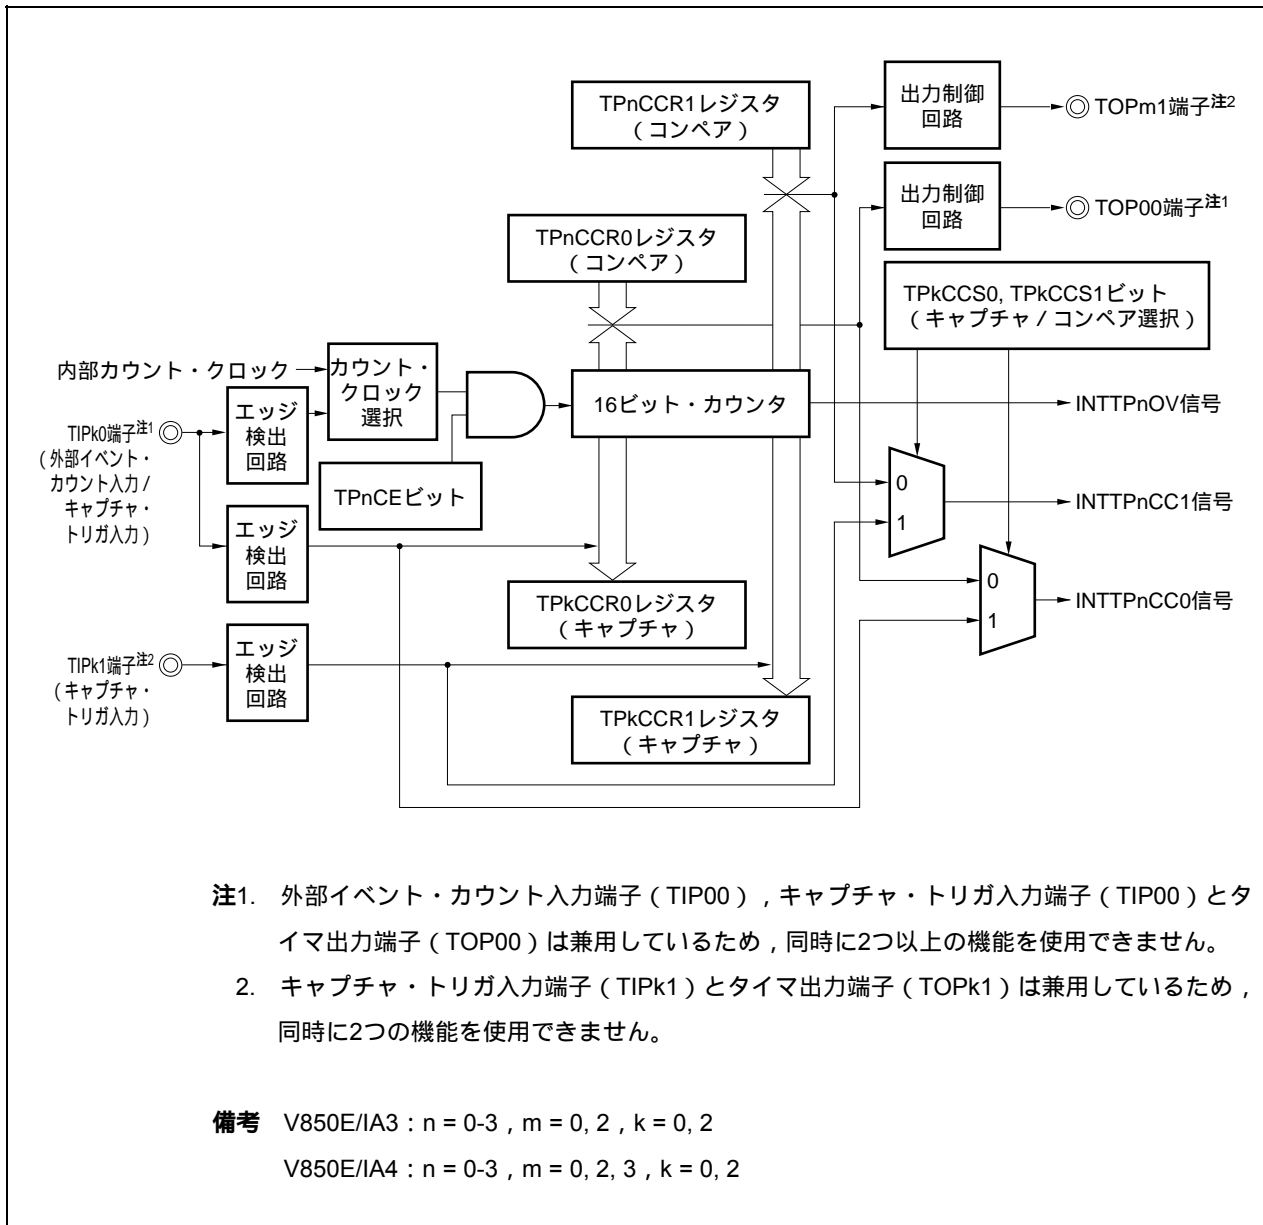 TPnCCR1レジスタ
（コンペア）
出力制御
回路
TOPm1端子注2
出力制御
回路
TOP00端子注1
TPnCCR0レジスタ
（コンペア）
TPkCCS0, TPkCCS1ビット
（キャプチャ／コンペア選択）
内部カウント・クロック
カウント・
クロック
選択
16ビット・カウンタ
INTTPnOV信号
TIPk0端子注1
（外部イベント・
カウント入力／
キャプチャ・
トリガ入力）
エッジ
検出
回路
TPnCEビット
0
1
INTTPnCC1信号
エッジ
検出
回路
0
1
INTTPnCC0信号
TPkCCR0レジスタ
（キャプチャ）
TIPk1端子注2
（キャプチャ・
トリガ入力）
エッジ
検出
回路
TPkCCR1レジスタ
（キャプチャ）
注1. 外部イベント・カウント入力端子（TIP00），キャプチャ・トリガ入力端子（TIP00）とタ
イマ出力端子（TOP00）は兼用しているため，同時に2つ以上の機能を使用できません。
2. キャプチャ・トリガ入力端子（TIPk1）とタイマ出力端子（TOPk1）は兼用しているため，
同時に2つの機能を使用できません。
備考 V850E/IA3：n = 0-3，m = 0, 2，k = 0, 2
V850E/IA4：n = 0-3，m = 0, 2, 3，k = 0, 2